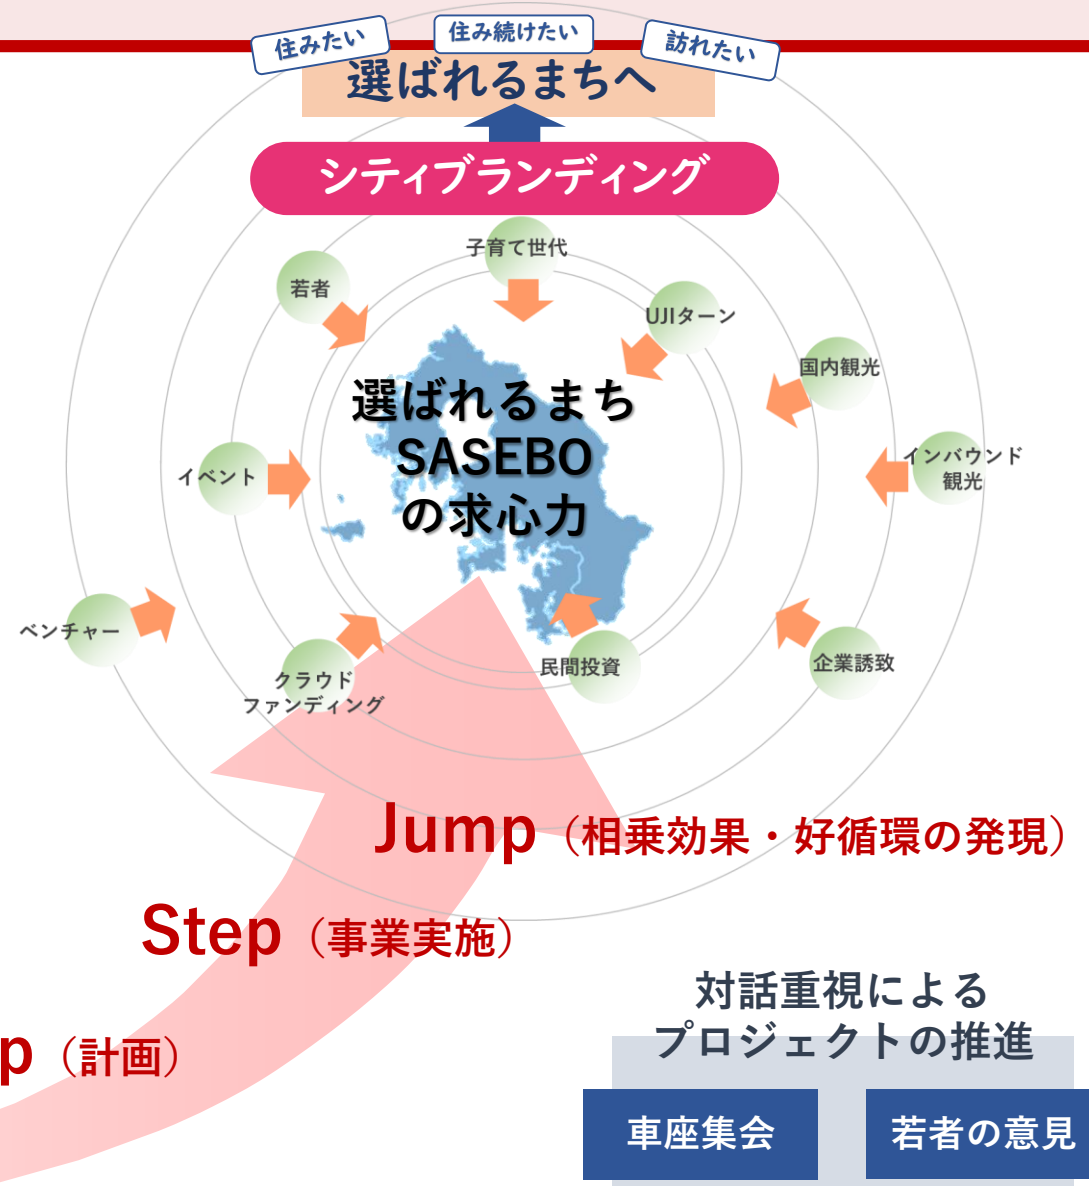 住みたい
住み続けたい
訪れたい
選ばれるまちへ
シティブランディング
子育て世代
若者
UJIターン
国内観光
選ばれるまち
SASEBO
の求心力
イベント
インバウンド
観光
ベンチャー
クラウド
ファンディング
民間投資
企業誘致
Jump（相乗効果・好循環の発現）
Step（事業実施）
p（計画）
対話重視による
プロジェクトの推進
車座集会
若者の意見